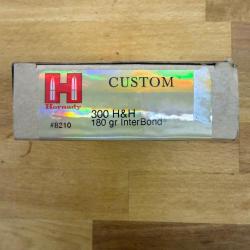 H
Hornady
#8210
CUSTOM
300 H&H
180 gr InterBond